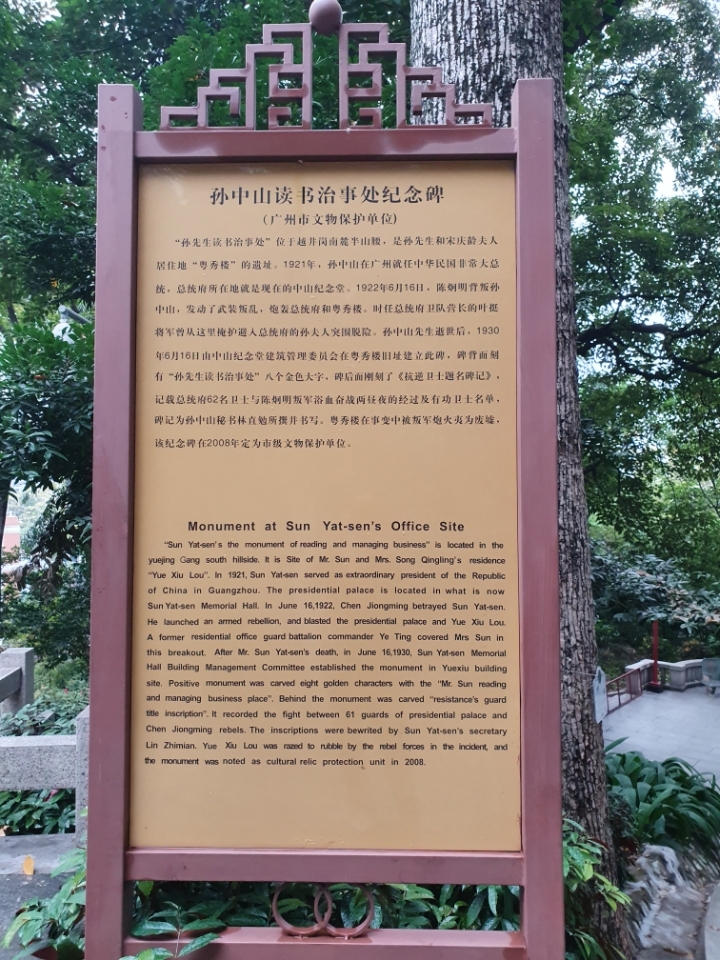 孙中山读书治事处纪念碑
（广州市文物保护单位）
“孙先生读书治事处”位于越井岗南麓半山腰，是孙先生和宋庆龄夫人
居住地“粤秀楼”的遗址。1921年，孙中山在广州就任中华民国非常大总
统，总统府所在地就是现在的中山纪念堂。1922年6月16日，陈炯明背叛孙
中山，发动了武装叛乱，炮轰总统府和粤秀楼。时任总统府卫队营长的叶挺
将军曾从这里掩护避入总统府的孙夫人突围脱险。孙中山先生逝世后，1930
年6月16日由中山纪念堂建筑管理委员会在粤秀楼旧址建立此碑，碑背面刻
有“孙先生读书治事处”八个金色大字，碑后面刚刻了《抗逆卫士题名碑记》，
记载总统府62名卫士与陈炯明叛军浴血奋战两昼夜的经过及有功卫士名单，
碑记为孙中山秘书林直勉所撰并书写。粤秀楼在事变中被叛军炮火夷为废墟，
该纪念碑在2008年定为市级文物保护单位。
Monument at Sun Yat-sen's Office Site
“Sun Yat-sen's the monument of reading and managing business” is located in the
yuejing Gang south hillside. It is Site of Mr. Sun and Mrs. Song Qingling's residence
“Yue Xiu Lou”. In 1921, Sun Yat-sen served as extraordinary president of the Republic
of China in Guangzhou. The presidential palace is located in what is now
Sun Yat-sen Memorial Hall. In June 16,1922, Chen Jiongming betrayed Sun Yat-sen.
He launched an armed rebellion, and blasted the presidential palace and Yue Xiu Lou.
A former residential office guard battalion commander Ye Ting covered Mrs Sun in
this breakout. After Mr. Sun Yat-sen's death, in June 16,1930, Sun Yat-sen Memorial
Hall Building Management Committee established the monument in Yuexiu building
site. Positive monument was carved eight golden characters with the “Mr. Sun reading
and managing business place”. Behind the monument was carved “resistance's guard
title inscription”. It recorded the fight between 61 guards of presidential palace and
Chen Jiongming rebels. The inscriptions were bewrited by Sun Yat-sen's secretary
Lin Zhimian. Yue Xiu Lou was razed to rubble by the rebel forces in the incident, and
the monument was noted as cultural relic protection unit in 2008.